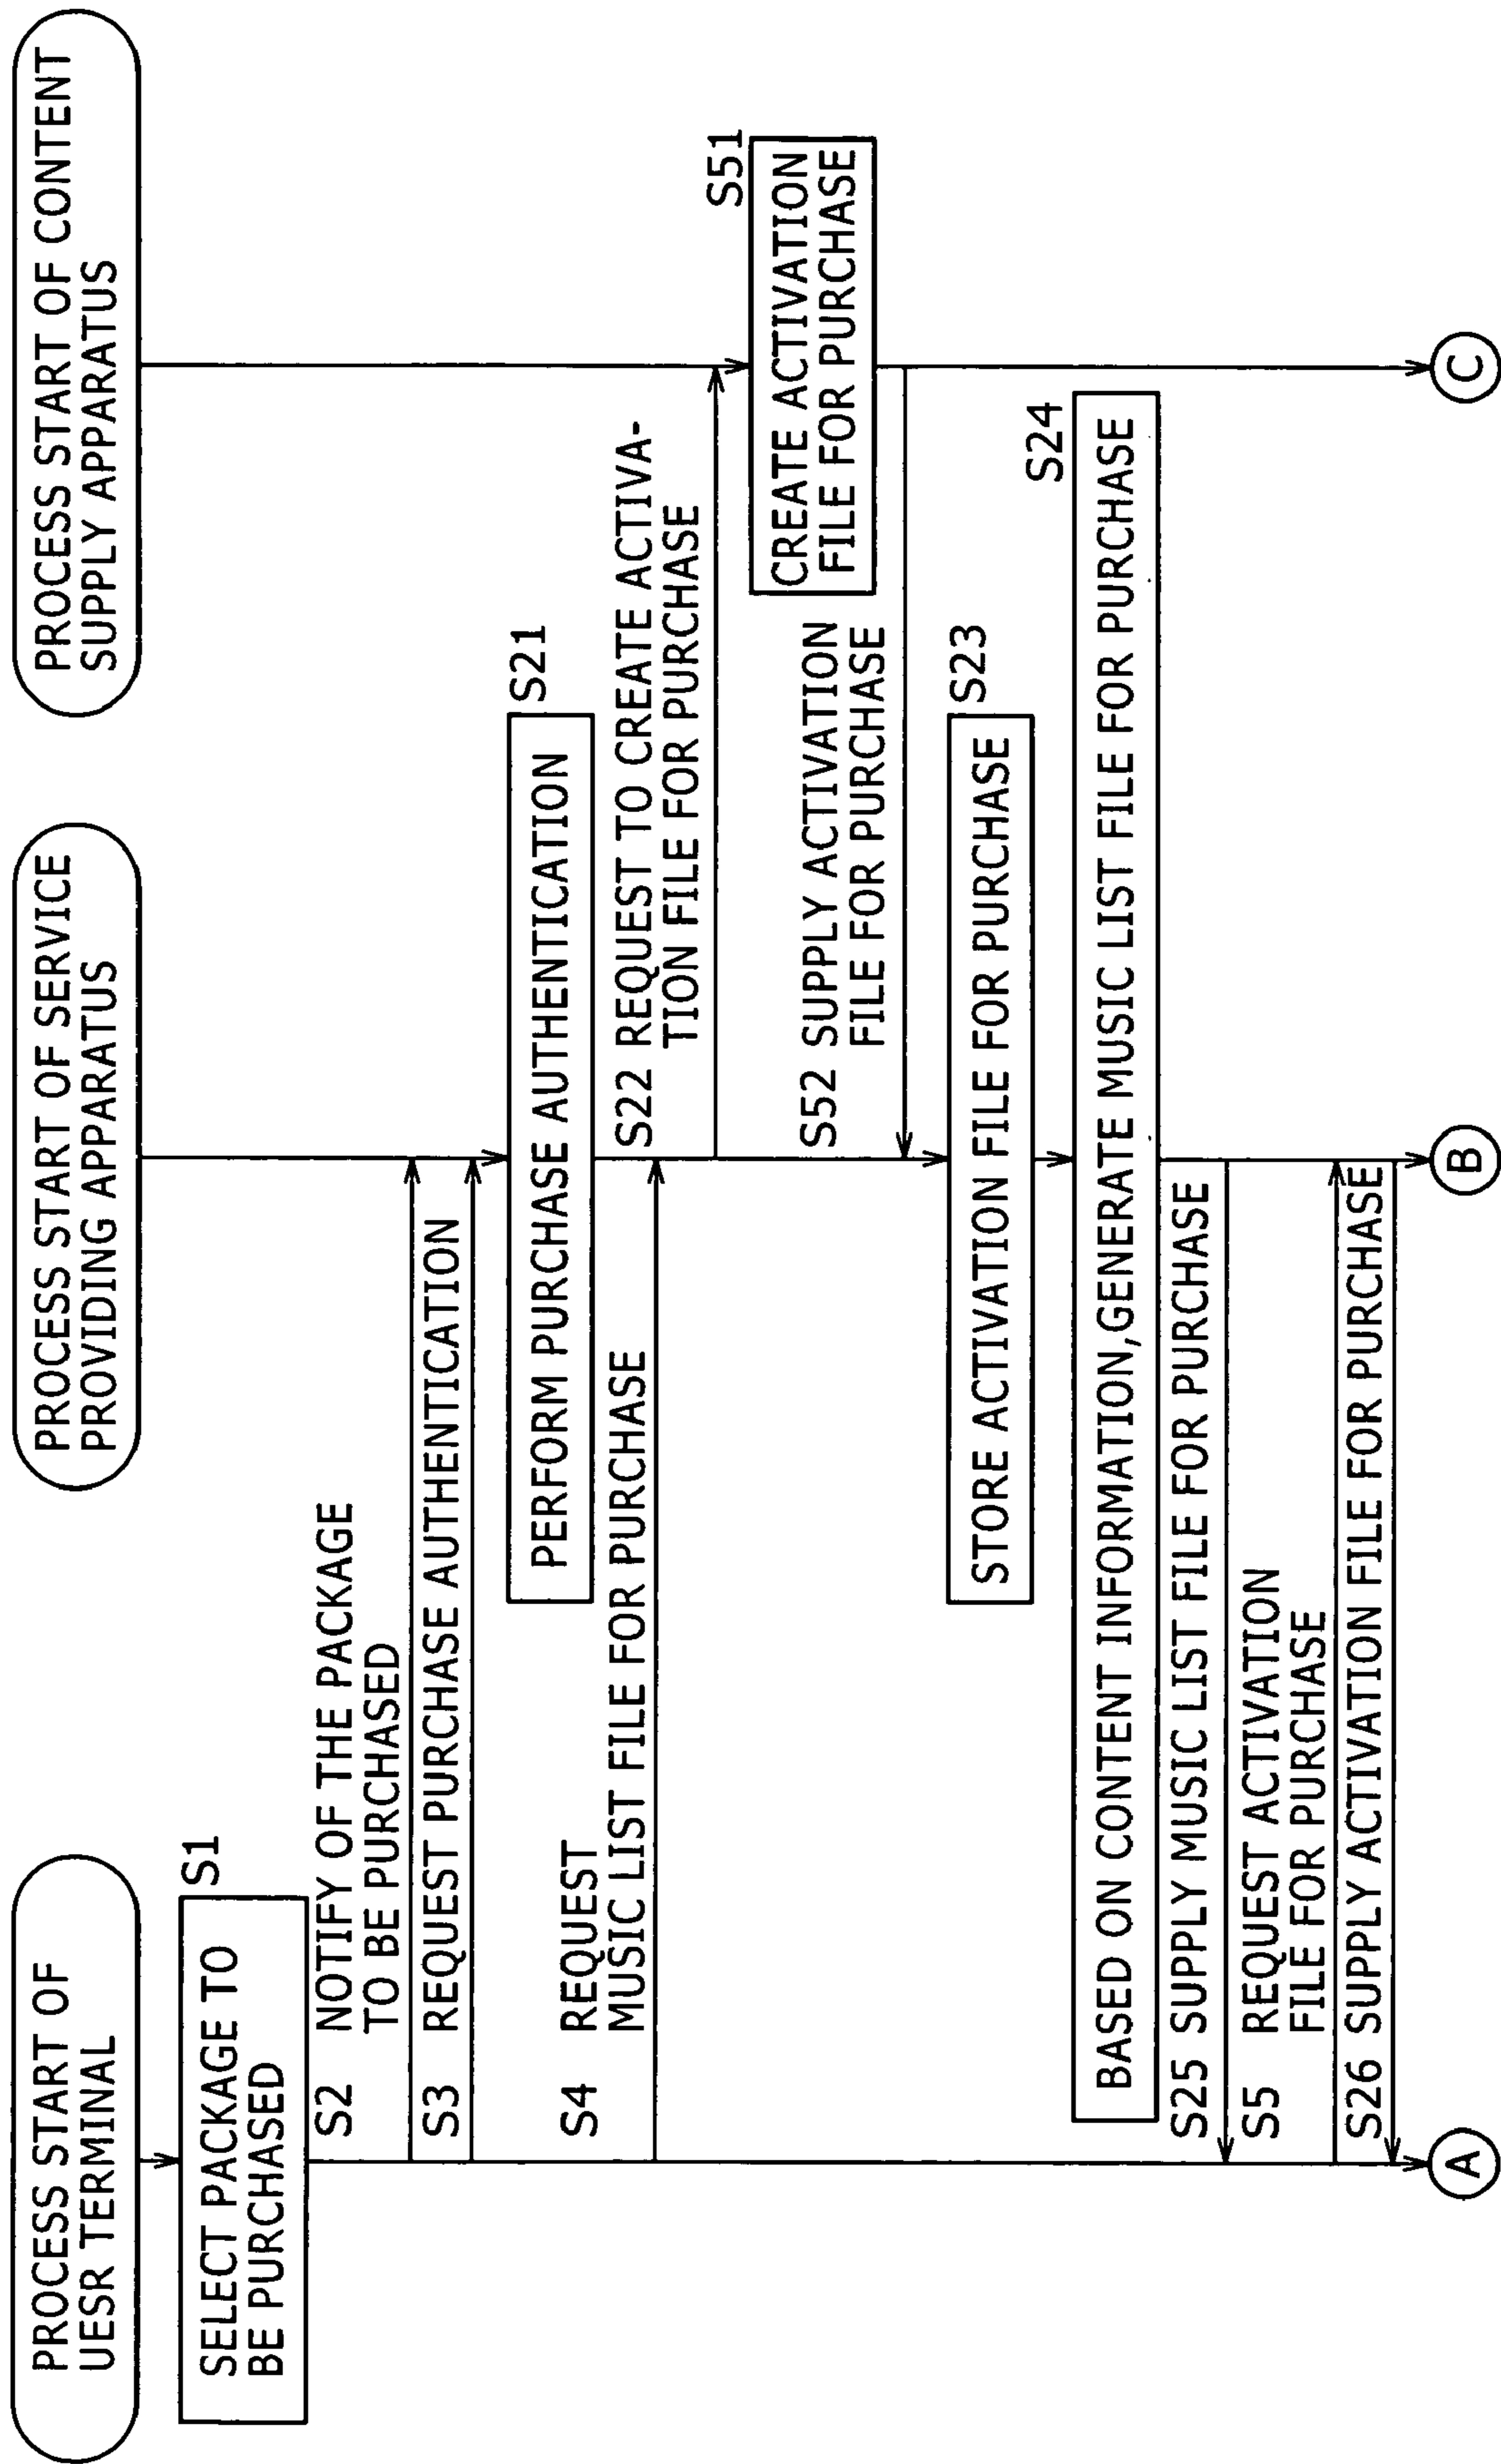 PROCESS START OF
UESR TERMINAL
PROCESS START OF SERVICE
PROVIDING APPARATUS
PROCESS START OF CONTENT
SUPPLY APPARATUS
S1
SELECT PACKAGE TO
BE PURCHASED
S2 NOTIFY OF THE PACKAGE
TO BE PURCHASED
S3 REQUEST PURCHASE AUTHENTICATION
S21
PERFORM PURCHASE AUTHENTICATION
S4 REQUEST
MUSIC LIST FILE FOR PURCHASE
S22 REQUEST TO CREATE ACTIVA-
TION FILE FOR PURCHASE
S51
CREATE ACTIVATION
FILE FOR PURCHASE
S52 SUPPLY ACTIVATION
FILE FOR PURCHASE
S23
STORE ACTIVATION FILE FOR PURCHASE
S24
BASED ON CONTENT INFORMATION,GENERATE MUSIC LIST FILE FOR PURCHASE
S25 SUPPLY MUSIC LIST FILE FOR PURCHASE
S5 REQUEST ACTIVATION
FILE FOR PURCHASE
S26 SUPPLY ACTIVATION FILE FOR PURCHASE
A
B
C